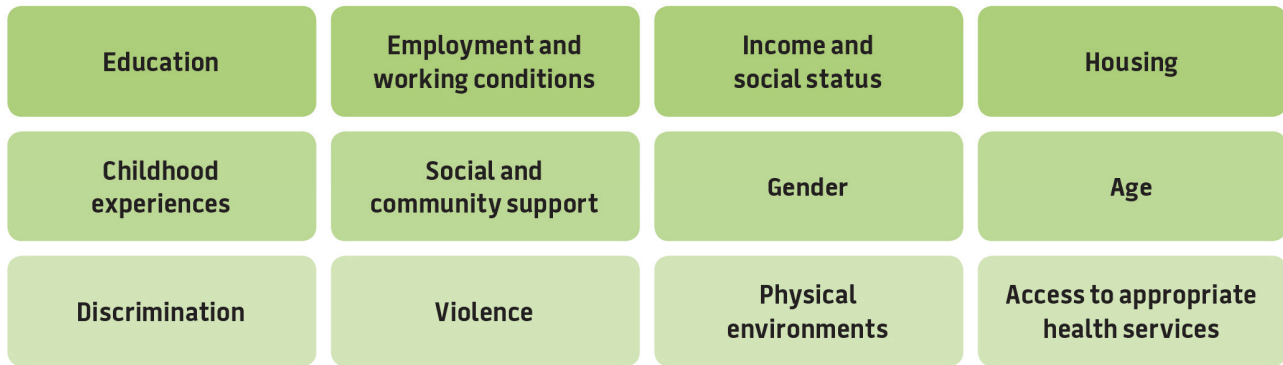 Education
Employment and
working conditions
Income and
social status
Housing
Childhood
experiences
Social and
community support
Gender
Age
Discrimination
Violence
Physical
environments
Access to appropriate
health services